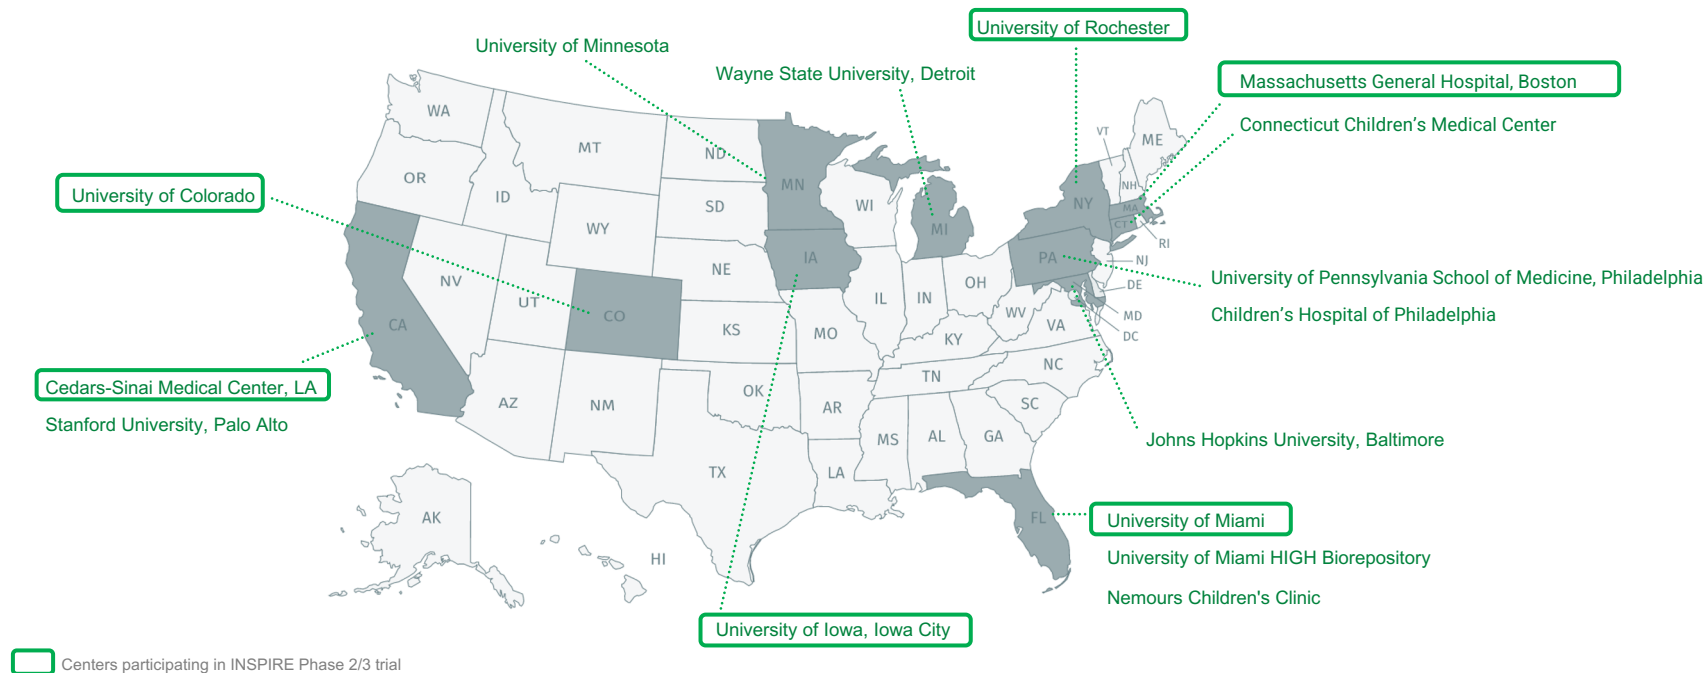 University of Rochester
University of Minnesota
Wayne State University, Detroit
Massachusetts General Hospital, Boston
Connecticut Children’s Medical Center
University of Colorado
WA
MT
ND
MN
OR
ID
SD
WI
WY
MI
NY
VT
ME
NH
MA
CT
RI
NJ
PA
IA
NE
NV
UT
CO
CA
IL
IN
OH
DE
MD
DC
WV
VA
KS
MO
KY
NC
TN
OK
AR
SC
AZ
NM
MS
AL
GA
TX
LA
FL
AK
HI
University of Pennsylvania School of Medicine, Philadelphia
Children’s Hospital of Philadelphia
Cedars-Sinai Medical Center, LA
Stanford University, Palo Alto
Johns Hopkins University, Baltimore
University of Miami
University of Miami HIGH Biorepository
Nemours Children's Clinic
University of Iowa, Iowa City
Centers participating in INSPIRE Phase 2/3 trial